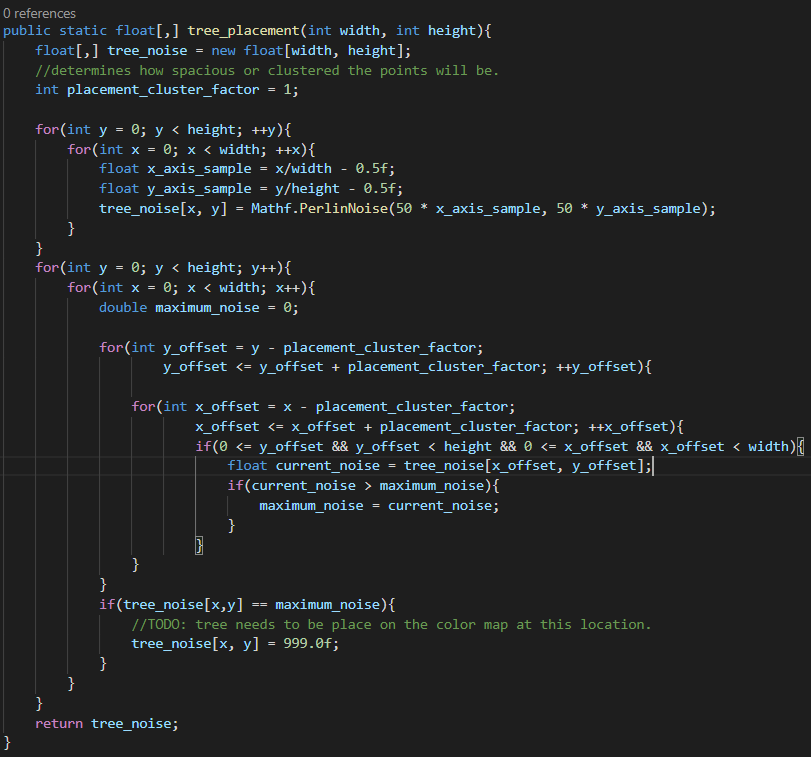 0 references
public static float[,] tree_placement(int width, int height){
    float[,] tree_noise = new float[width, height];
    //determines how spacious or clustered the points will be.
    int placement_cluster_factor = 1;

    for(int y = 0; y < height; ++y){
        for(int x = 0; x < width; ++x){
            float x_axis_sample = x/width - 0.5f;
            float y_axis_sample = y/height - 0.5f;
            tree_noise[x, y] = Mathf.PerlinNoise(50 * x_axis_sample, 50 * y_axis_sample);
        }
    }
    for(int y = 0; y < height; y++){
        for(int x = 0; x < width; x++){
            double maximum_noise = 0;

            for(int y_offset = y - placement_cluster_factor;
                    y_offset <= y_offset + placement_cluster_factor; ++y_offset){

                for(int x_offset = x - placement_cluster_factor;
                        x_offset <= x_offset + placement_cluster_factor; ++x_offset){
                        if(0 <= y_offset && y_offset < height && 0 <= x_offset && x_offset < width){
                            float current_noise = tree_noise[x_offset, y_offset];
                            if(current_noise > maximum_noise){
                                maximum_noise = current_noise;
                            }
                        }
                }
            }
            if(tree_noise[x,y] == maximum_noise){
                //TODO: tree needs to be place on the color map at this location.
                tree_noise[x, y] = 999.0f;
            }
        }
    }
    return tree_noise;
}